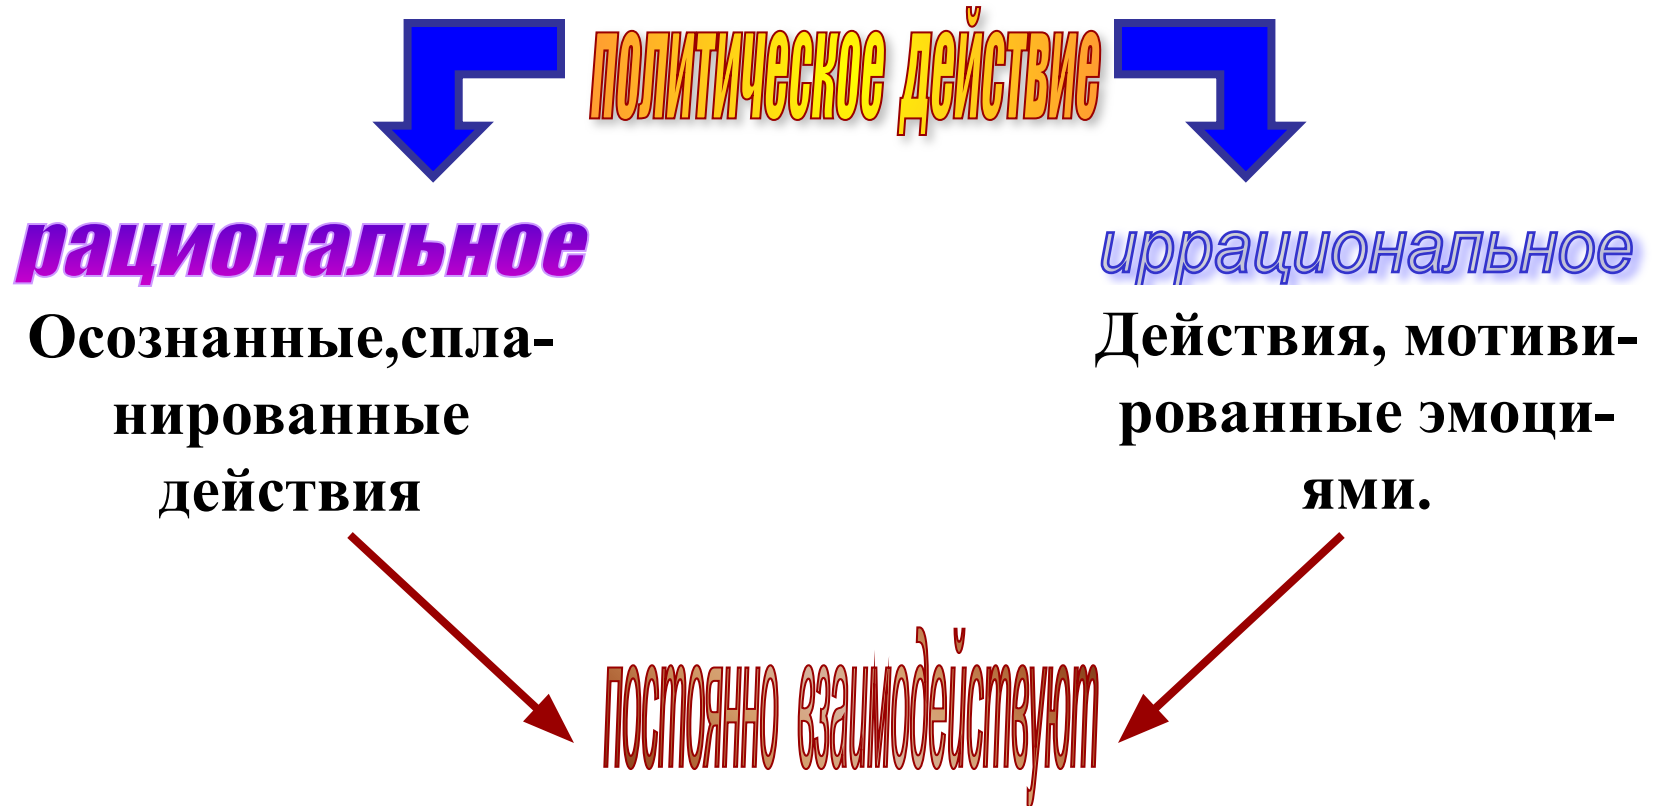 политическое действие
рациональное
Осознанные,спла-
нированные
действия
иррациональное
Действия, мотиви-
рованные эмоци-
ями.
постоянно взаимодействуют